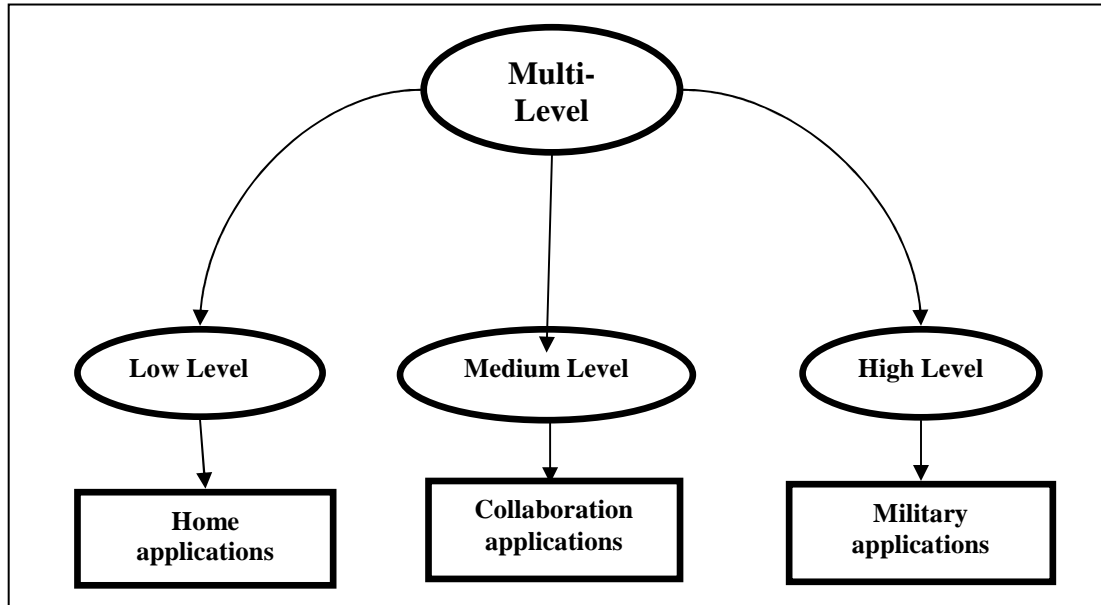 Multi-
Level
Low Level
Medium Level
High Level
Home
applications
Collaboration
applications
Military
applications